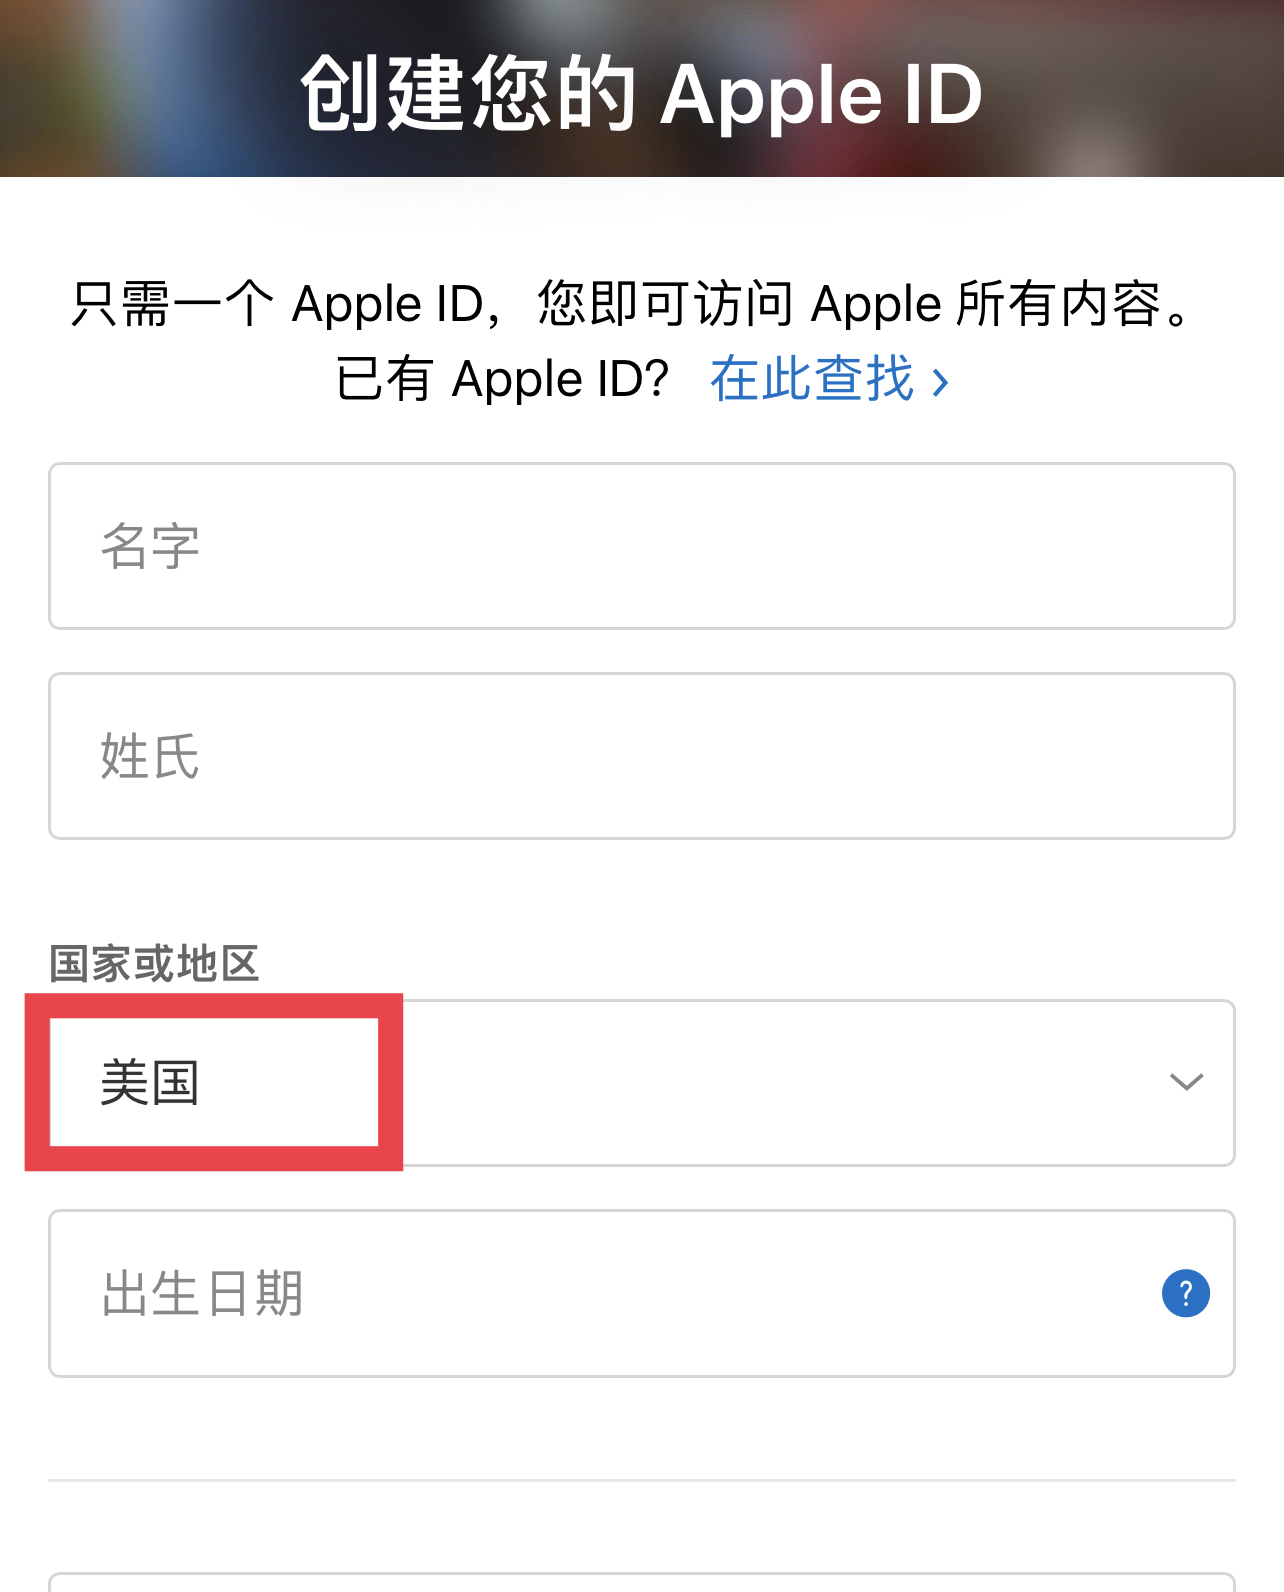 创建您的 Apple ID
只需一个 Apple ID，您即可访问 Apple 所有内容。
已有 Apple ID？ 在此查找 ›
名字
姓氏
国家或地区
美国
出生日期
?